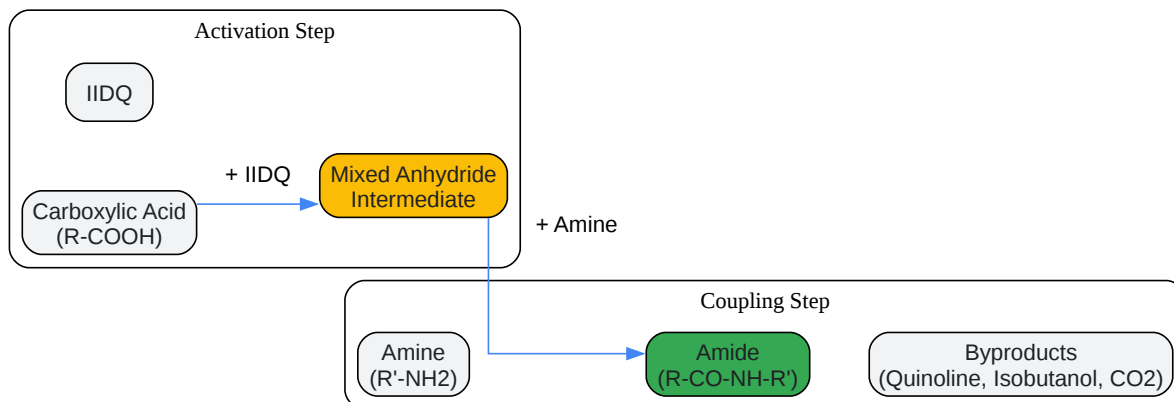 Activation Step
IIDQ
+ IIDQ
Mixed Anhydride
Intermediate
Carboxylic Acid
(R-COOH)
+ Amine
Coupling Step
Amine
(R'-NH2)
Amide
(R-CO-NH-R')
Byproducts
(Quinoline, Isobutanol, CO2)